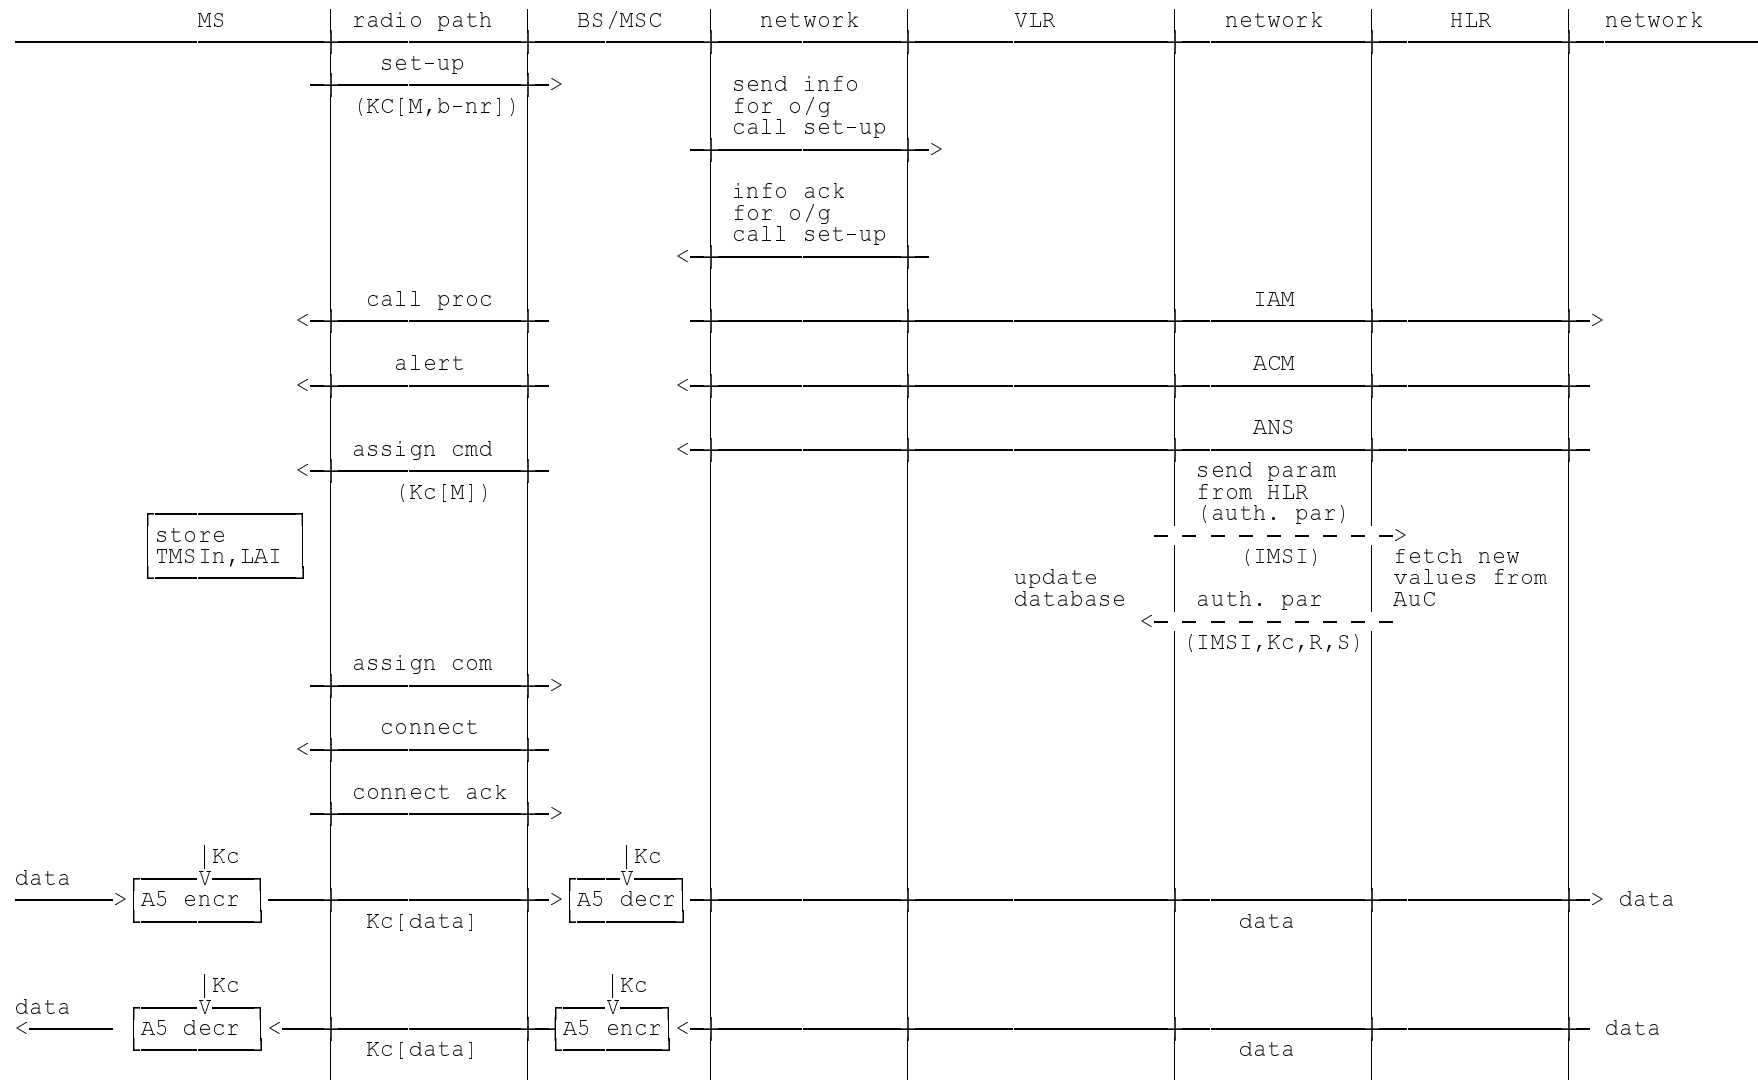 MS radio path BS/MSC network VLR network HLR network
set-up
(KC[M,b-nr])
send info
for o/g
call set-up
info ack
for o/g
call set-up
call proc IAM
alert ACM
ANS
assign cmd
(Kc[M])
send param
from HLR
(auth. par)
store
TMSIn,LAI
(IMSI)
fetch new
values from
AuC
update
database
auth. par
(IMSI,Kc,R,S)
assign com
connect
connect ack
Kc Kc
data
A5 encr A5 decr data
Kc[data] data
Kc Kc
data
A5 decr A5 encr data
Kc[data] data